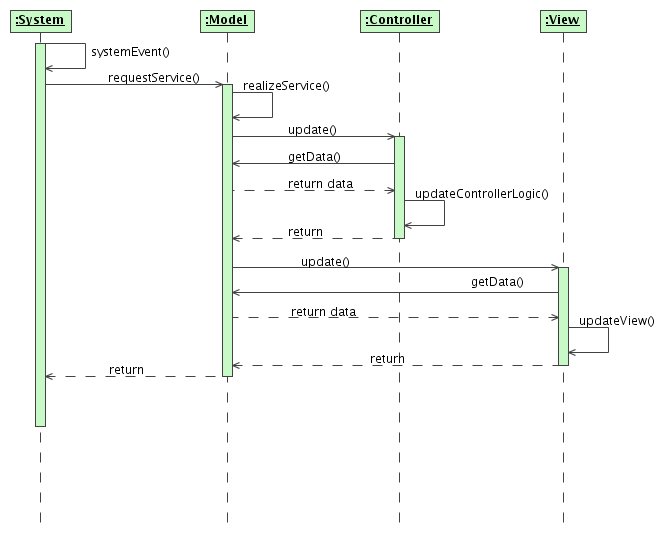 :System
:Model
:Controller
:View
systemEvent()
requestService()
realizeService()
update()
getData()
return data
updateControllerLogic()
return
update()
getData()
return data
updateView()
return
return